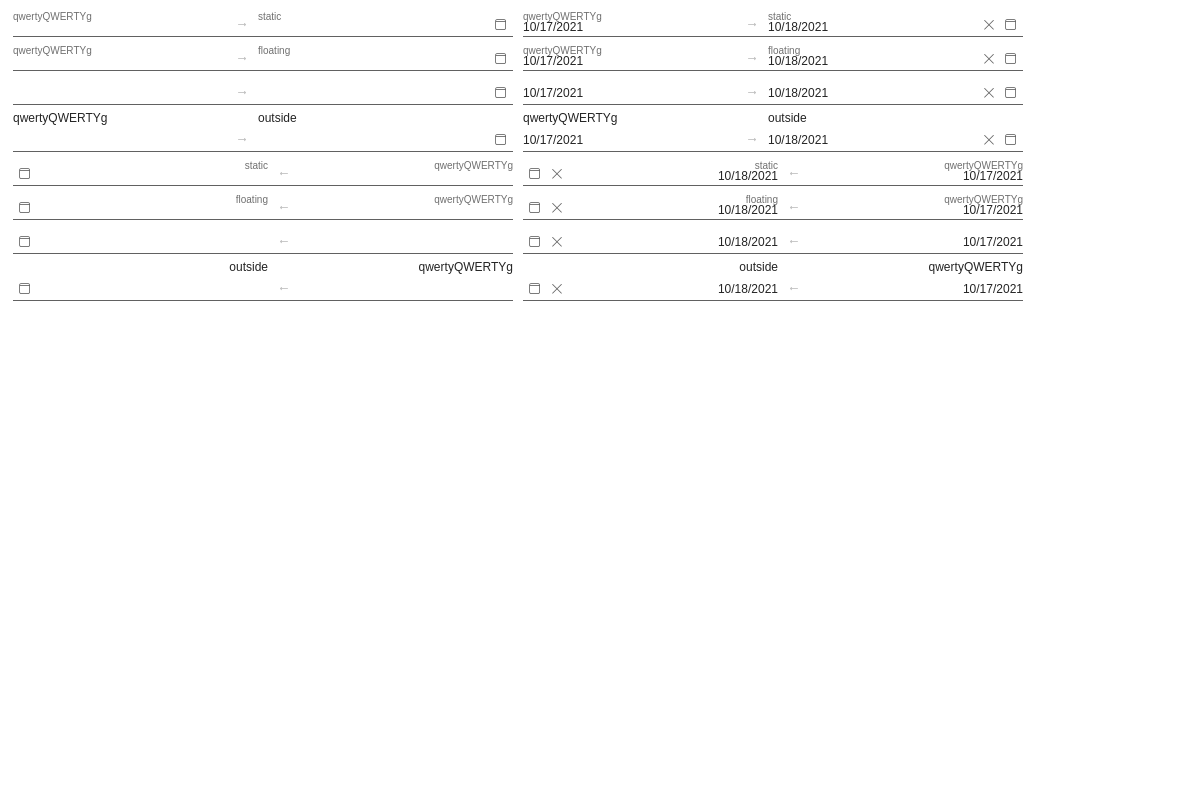 qwertyQWERTYg → static qwertyQWERTYg → static
10/17/2021 10/18/2021
qwertyQWERTYg → floating qwertyQWERTYg → floating
10/17/2021 10/18/2021
→ 10/17/2021 → 10/18/2021
qwertyQWERTYg outside qwertyQWERTYg outside
→ 10/17/2021 → 10/18/2021
static ← qwertyQWERTYg static ← qwertyQWERTYg
10/18/2021 10/17/2021
floating ← qwertyQWERTYg floating ← qwertyQWERTYg
10/18/2021 10/17/2021
← 10/18/2021 ← 10/17/2021
outside qwertyQWERTYg outside qwertyQWERTYg
← 10/18/2021 ← 10/17/2021